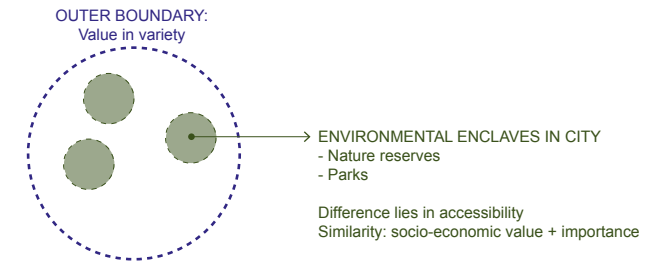 OUTER BOUNDARY:
Value in variety
ENVIRONMENTAL ENCLAVES IN CITY
- Nature reserves
- Parks
Difference lies in accessibility
Similarity: socio-economic value + importance